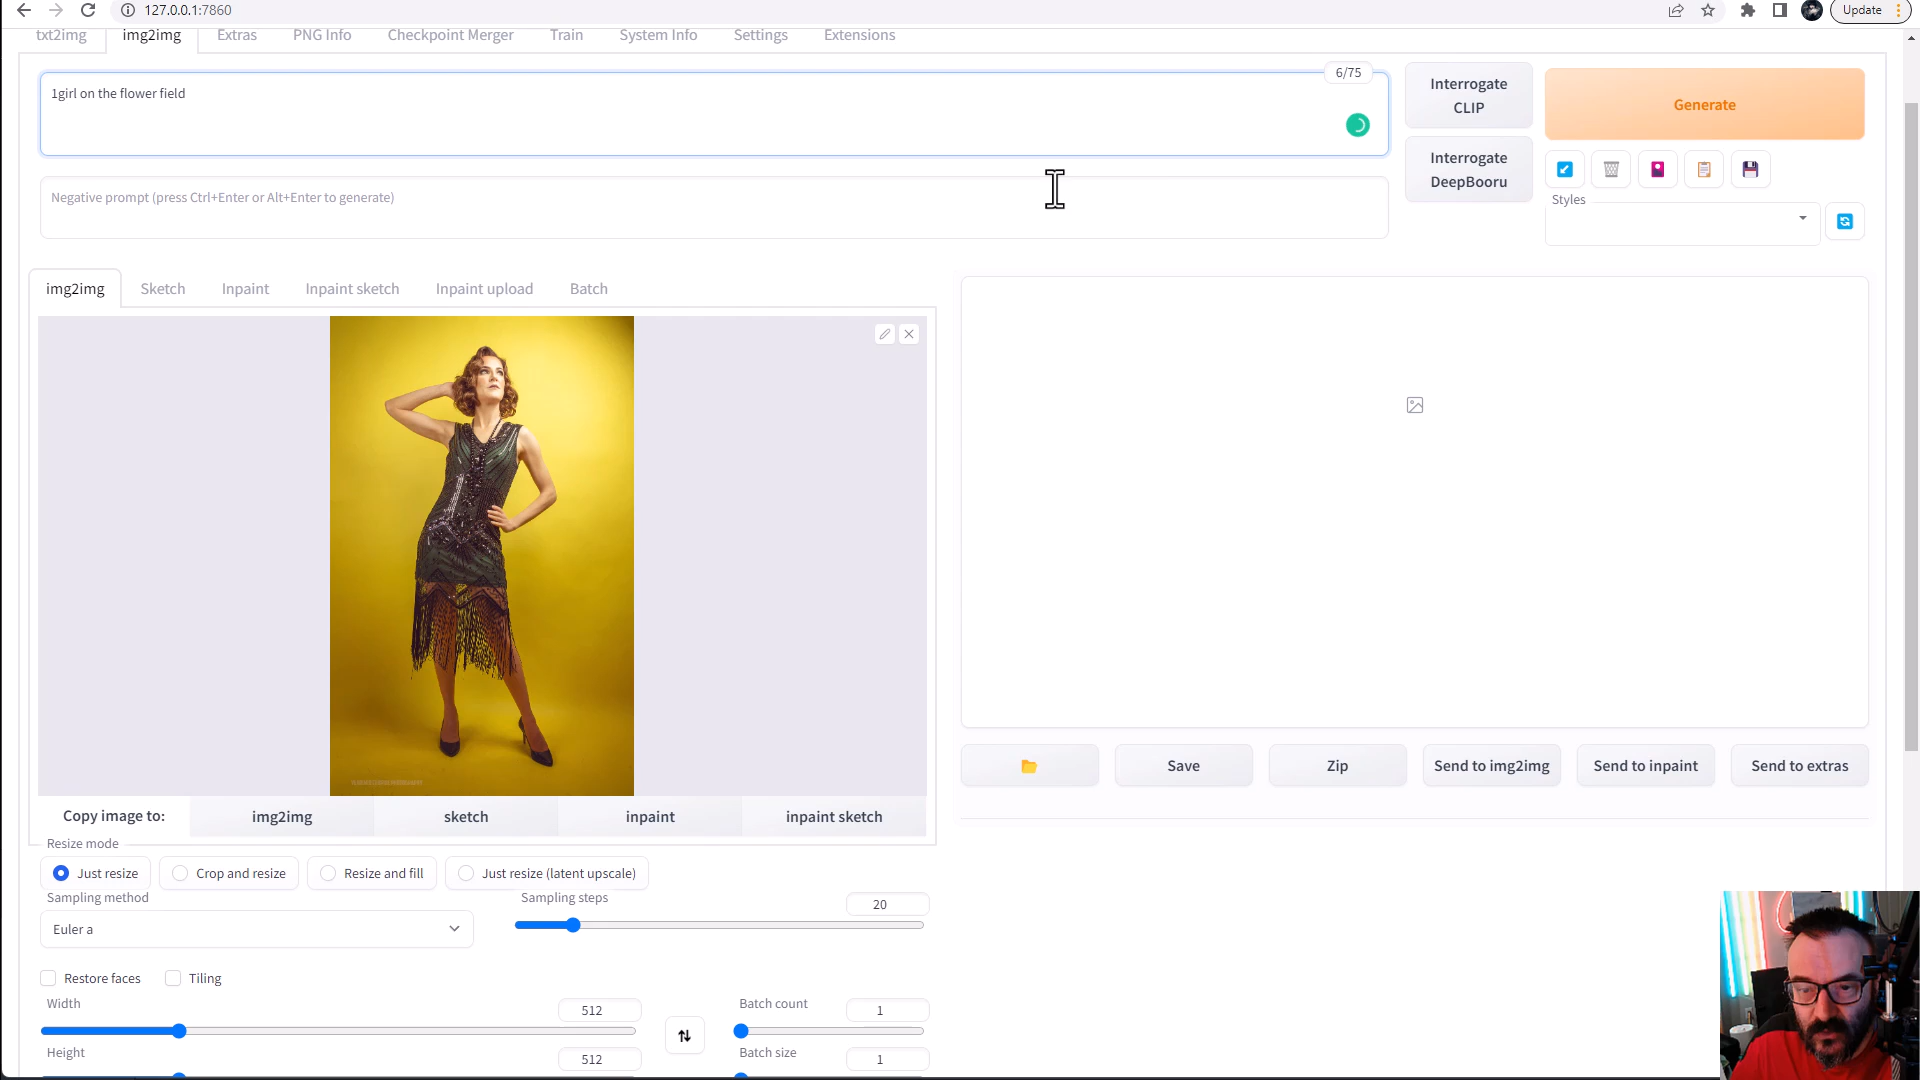 127.0.0.1:7860
Update
txt2img img2img Extras PNG Info Checkpoint Merger Train System Info Settings Extensions
6/75
1girl on the flower field
Interrogate
CLIP
Generate
Interrogate
DeepBooru
Negative prompt (press Ctrl+Enter or Alt+Enter to generate)
Styles
img2img Sketch Inpaint Inpaint sketch Inpaint upload Batch
Save Zip Send to img2img Send to inpaint Send to extras
Copy image to: img2img sketch inpaint inpaint sketch
Resize mode
Just resize Crop and resize Resize and fill Just resize (latent upscale)
Sampling method Sampling steps 20
Euler a
Restore faces Tiling
Width 512 Batch count 1
Height 512 Batch size 1